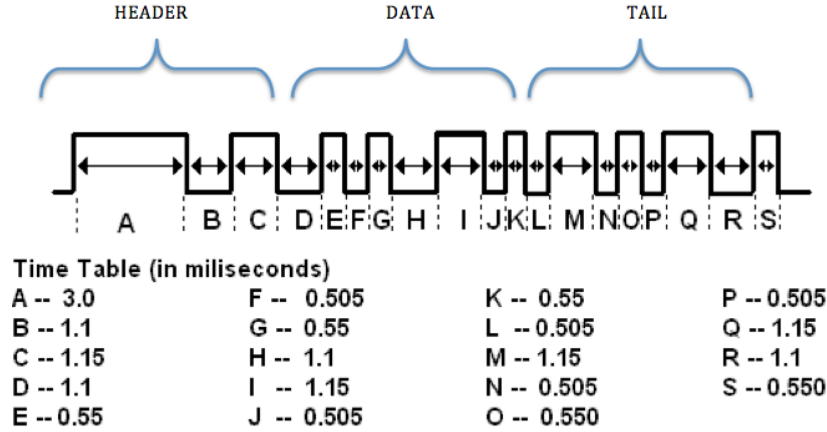 HEADER DATA TAIL
A B C D E F G H I J K L M N O P Q R S
Time Table (in miliseconds)
A -- 3.0 F -- 0.505 K -- 0.55 P -- 0.505
B -- 1.1 G -- 0.55 L -- 0.505 Q -- 1.15
C -- 1.15 H -- 1.1 M -- 1.15 R -- 1.1
D -- 1.1 I -- 1.15 N -- 0.505 S -- 0.550
E -- 0.55 J -- 0.505 O -- 0.550